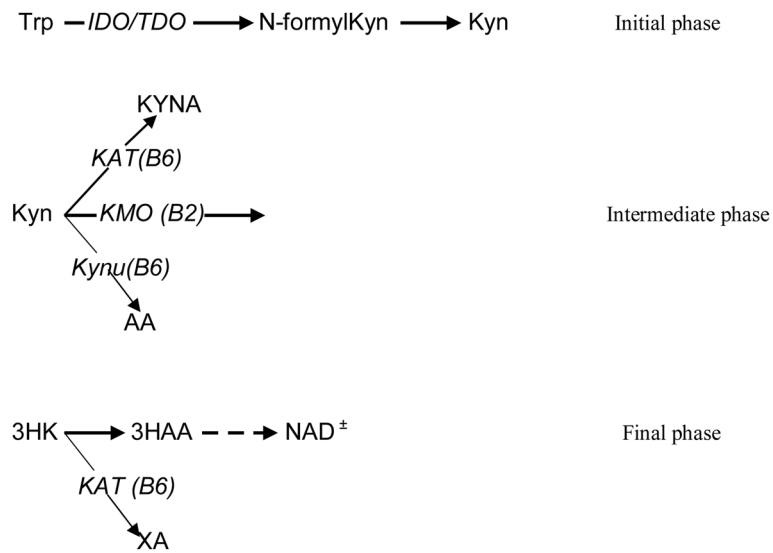 Trp IDO/TDO N-formylKyn Kyn Initial phase
KYNA
KAT(B6)
Kyn KMO (B2) Intermediate phase
Kynu(B6)
AA
3HK 3HAA NAD± Final phase
KAT (B6)
XA